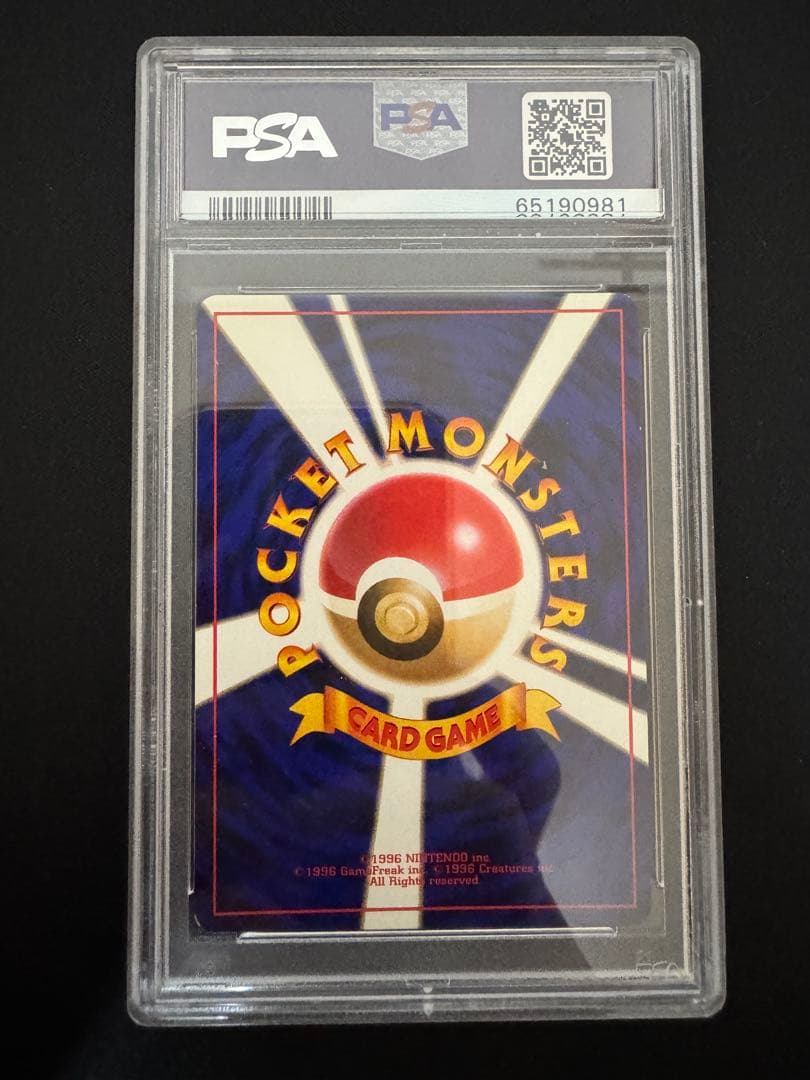 PSA
PSA
65190981
POCKET MONSTERS
CARD GAME
©1996 NINTENDO inc.
©1996 GameFreak inc. ©1996 Creatures inc.
All Rights reserved.